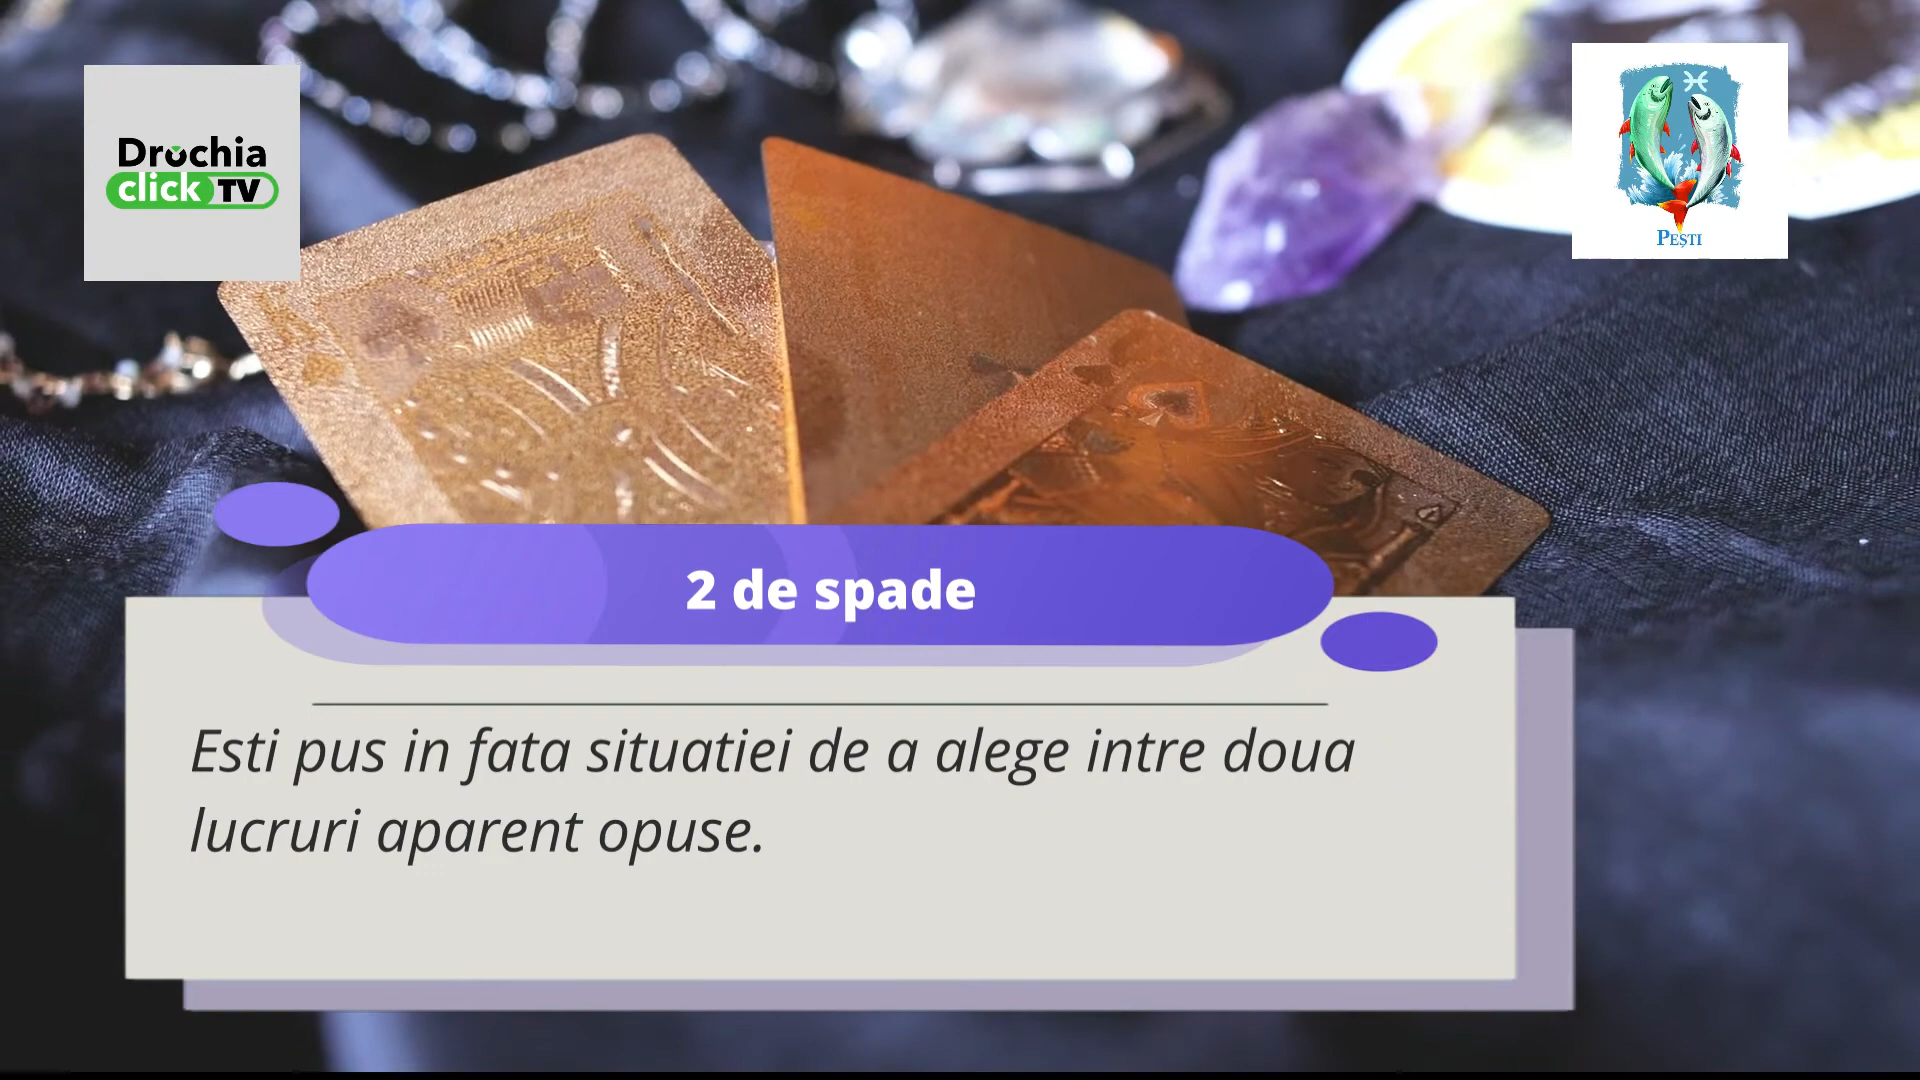 Drochia
click TV
PEȘTI
2 de spade
Esti pus in fata situatiei de a alege intre doua
lucruri aparent opuse.